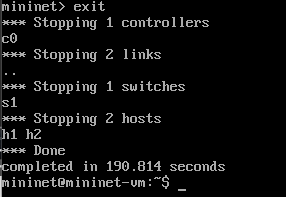 mininet> exit
*** Stopping 1 controllers
c0
*** Stopping 2 links
..
*** Stopping 1 switches
s1
*** Stopping 2 hosts
h1 h2
*** Done
completed in 190.814 seconds
mininet@mininet-vm:~$ _